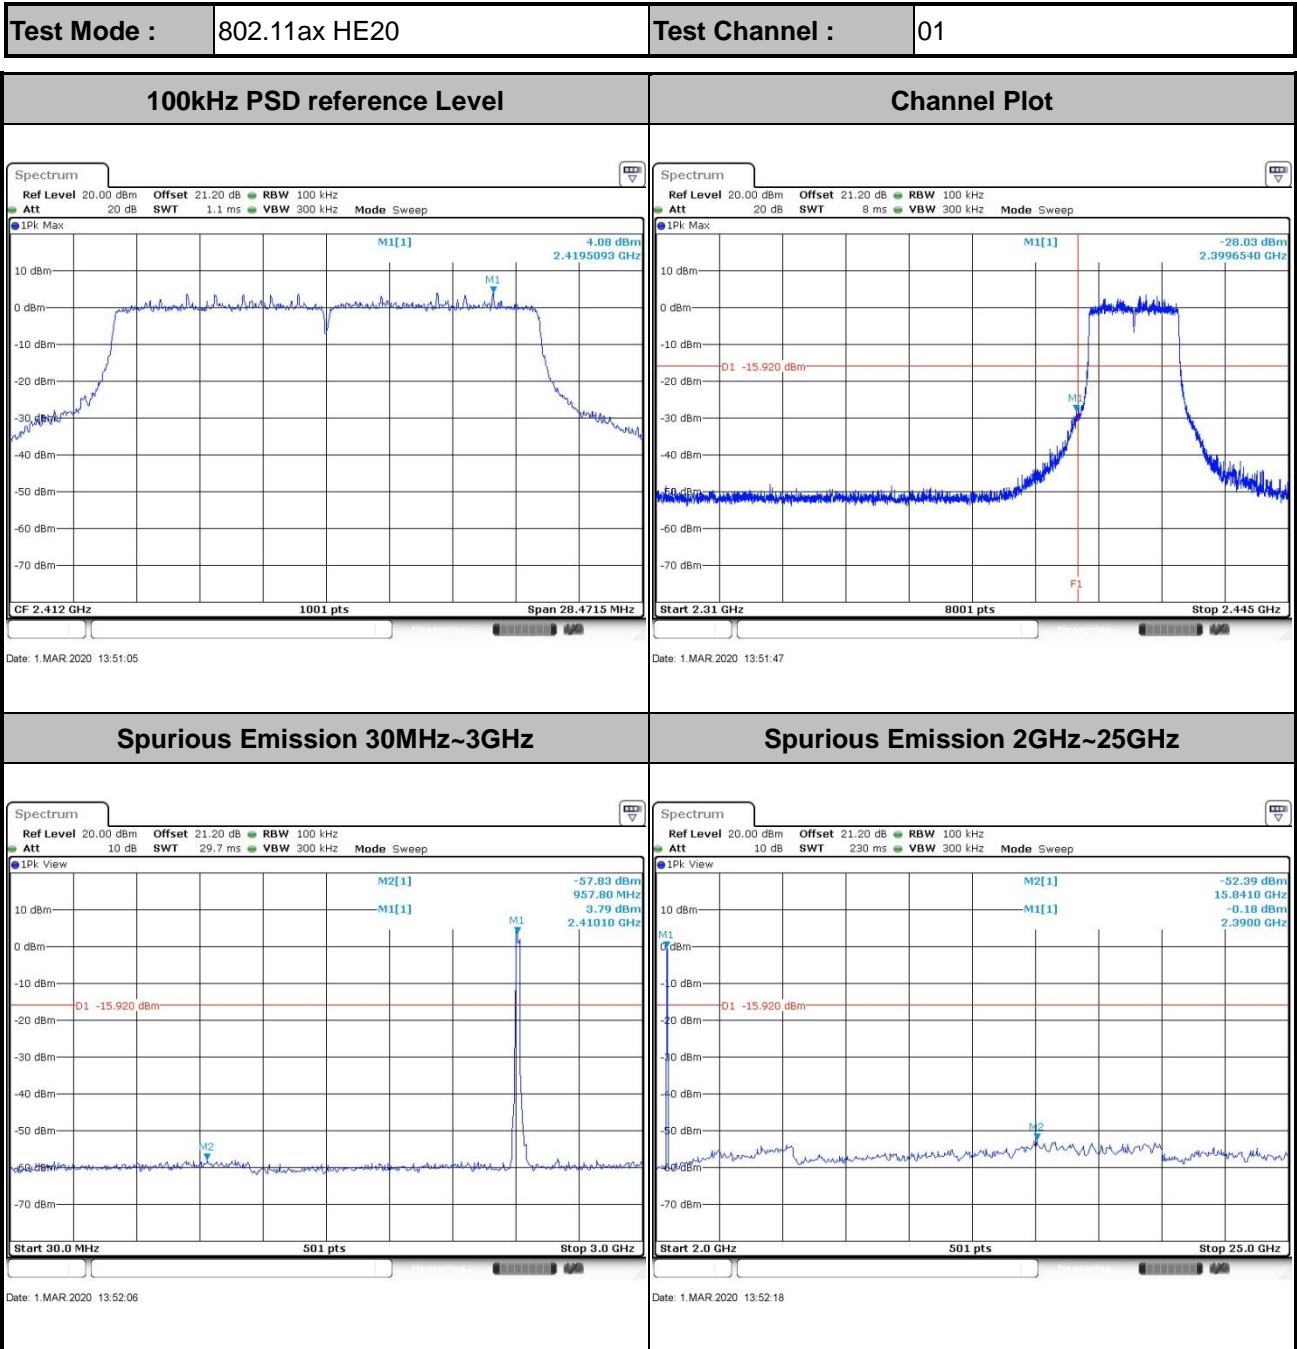 Test Mode : 802.11ax HE20 Test Channel : 01
100kHz PSD reference Level Channel Plot
Spectrum
Ref Level 20.00 dBm Offset 21.20 dB RBW 100 kHz
Att 20 dB SWT 1.1 ms VBW 300 kHz Mode Sweep
1Pk Max
M1[1] 4.08 dBm
2.4195093 GHz
M1
10 dBm
0 dBm
-10 dBm
-20 dBm
-30 dBm
-40 dBm
-50 dBm
-60 dBm
-70 dBm
CF 2.412 GHz 1001 pts Span 28.4715 MHz
Date: 1.MAR.2020 13:51:05
Spectrum
Ref Level 20.00 dBm Offset 21.20 dB RBW 100 kHz
Att 20 dB SWT 8 ms VBW 300 kHz Mode Sweep
1Pk Max
M1[1] -28.03 dBm
2.3996540 GHz
10 dBm
0 dBm
-10 dBm
D1 -15.920 dBm
-20 dBm
M1
-30 dBm
-40 dBm
-50 dBm
-60 dBm
-70 dBm
F1
Start 2.31 GHz 8001 pts Stop 2.445 GHz
Date: 1.MAR.2020 13:51:47
Spurious Emission 30MHz~3GHz Spurious Emission 2GHz~25GHz
Spectrum
Ref Level 20.00 dBm Offset 21.20 dB RBW 100 kHz
Att 10 dB SWT 29.7 ms VBW 300 kHz Mode Sweep
1Pk View
M2[1] -57.83 dBm
957.80 MHz
M1[1] 3.79 dBm
2.41010 GHz
M1
10 dBm
0 dBm
-10 dBm
D1 -15.920 dBm
-20 dBm
-30 dBm
-40 dBm
-50 dBm
M2
-60 dBm
-70 dBm
Start 30.0 MHz 501 pts Stop 3.0 GHz
Date: 1.MAR.2020 13:52:06
Spectrum
Ref Level 20.00 dBm Offset 21.20 dB RBW 100 kHz
Att 10 dB SWT 230 ms VBW 300 kHz Mode Sweep
1Pk View
M2[1] -52.39 dBm
15.8410 GHz
M1[1] -0.18 dBm
2.3900 GHz
10 dBm
M1
0 dBm
-10 dBm
D1 -15.920 dBm
-20 dBm
-30 dBm
-40 dBm
-50 dBm
M2
-60 dBm
-70 dBm
Start 2.0 GHz 501 pts Stop 25.0 GHz
Date: 1.MAR.2020 13:52:18